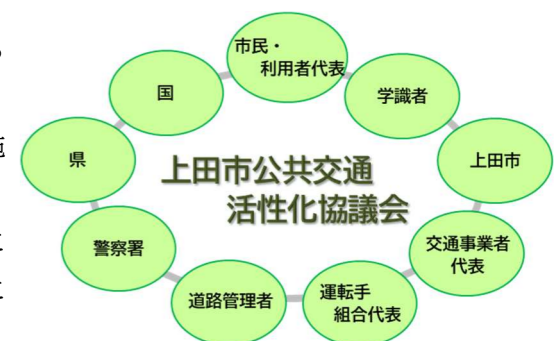 市民・
利用者代表
学識者
上田市
交通事業者
代表
運転手
組合代表
道路管理者
警察署
県
国
上田市公共交通
活性化協議会